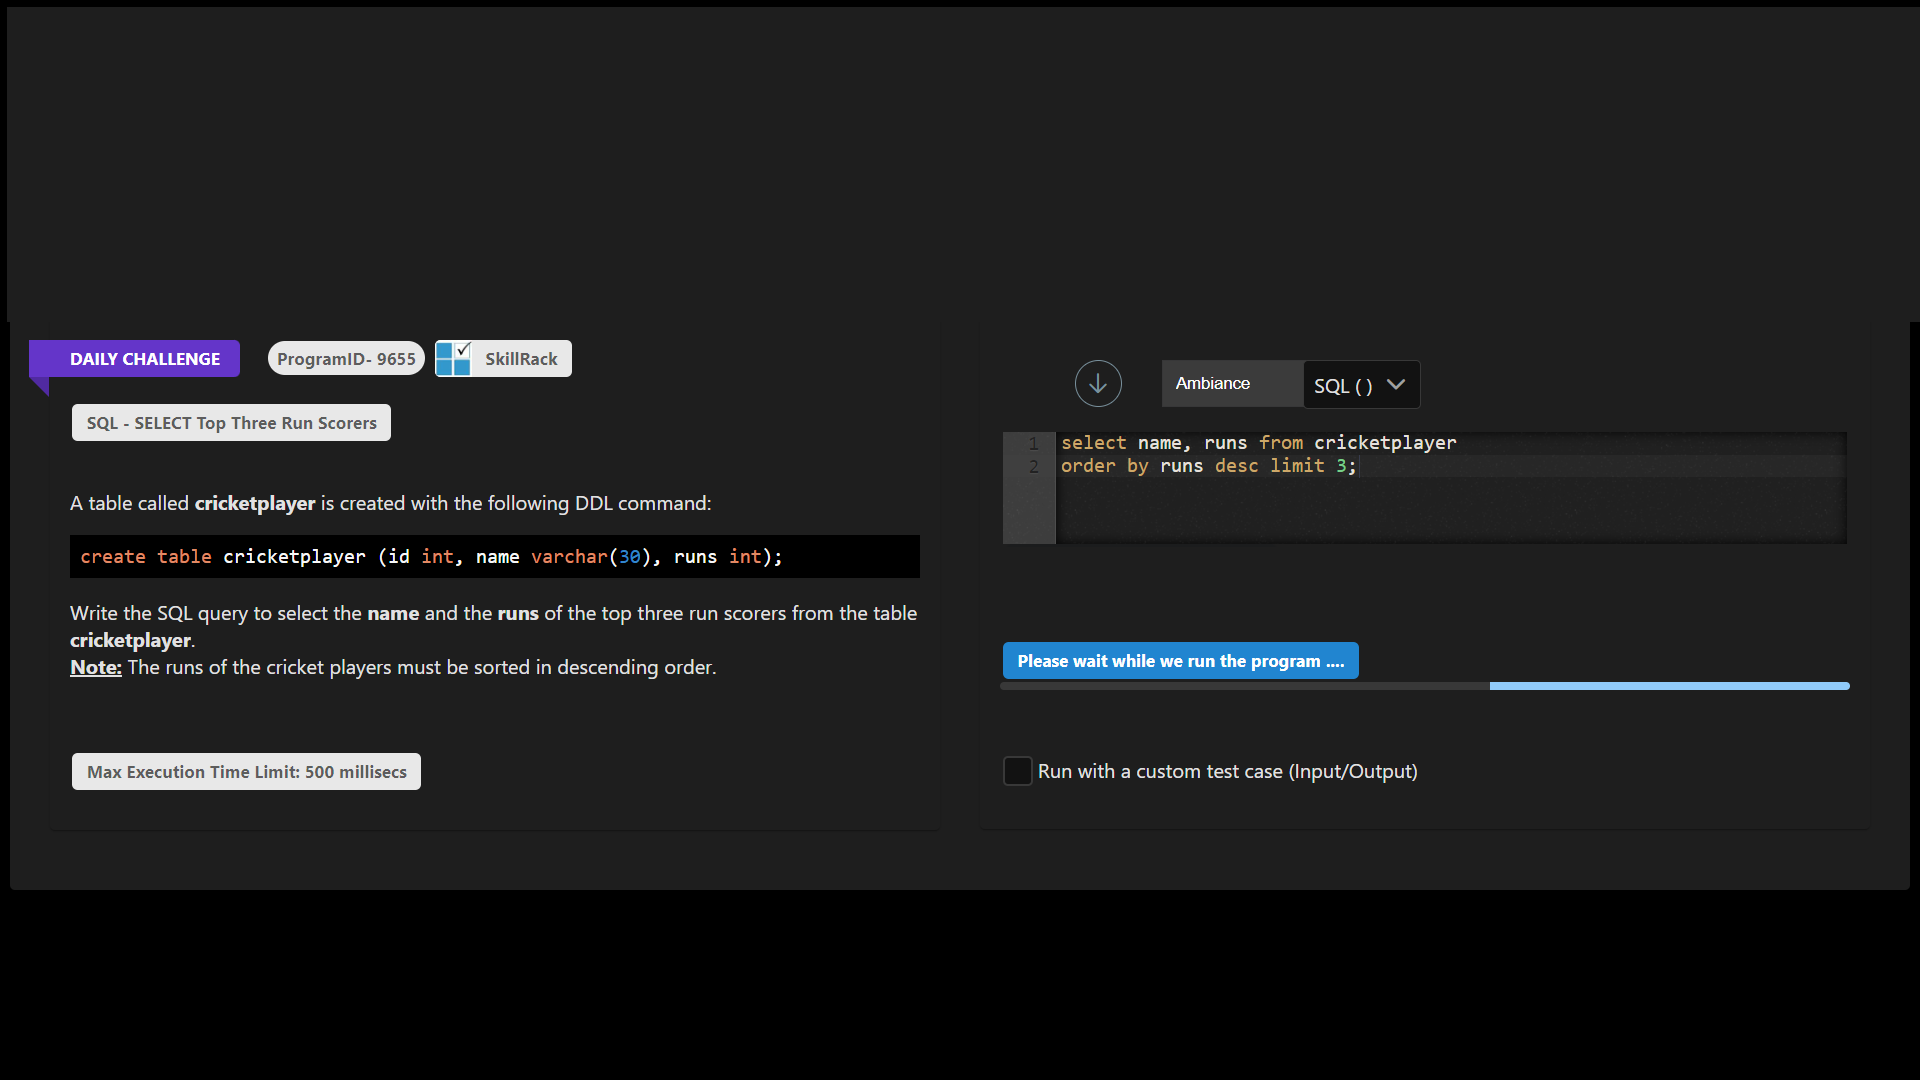 DAILY CHALLENGE
ProgramID- 9655
SkillRack
SQL - SELECT Top Three Run Scorers
A table called cricketplayer is created with the following DDL command:
create table cricketplayer (id int, name varchar(30), runs int);
Write the SQL query to select the name and the runs of the top three run scorers from the table
cricketplayer.
Note: The runs of the cricket players must be sorted in descending order.
Max Execution Time Limit: 500 millisecs
Ambiance
SQL ( )
1 select name, runs from cricketplayer
2 order by runs desc limit 3;
Please wait while we run the program ....
Run with a custom test case (Input/Output)